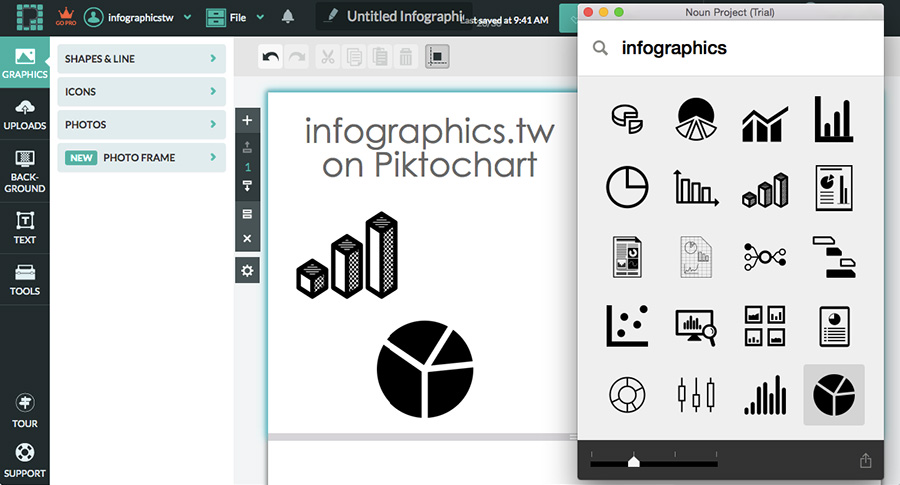 GO PRO
infographicstw
File
Untitled Infographi
Last saved at 9:41 AM
Noun Project (Trial)
infographics
GRAPHICS
UPLOADS
BACK-
GROUND
TEXT
TOOLS
TOUR
SUPPORT
SHAPES & LINE
ICONS
PHOTOS
NEW PHOTO FRAME
1
infographics.tw
on Piktochart